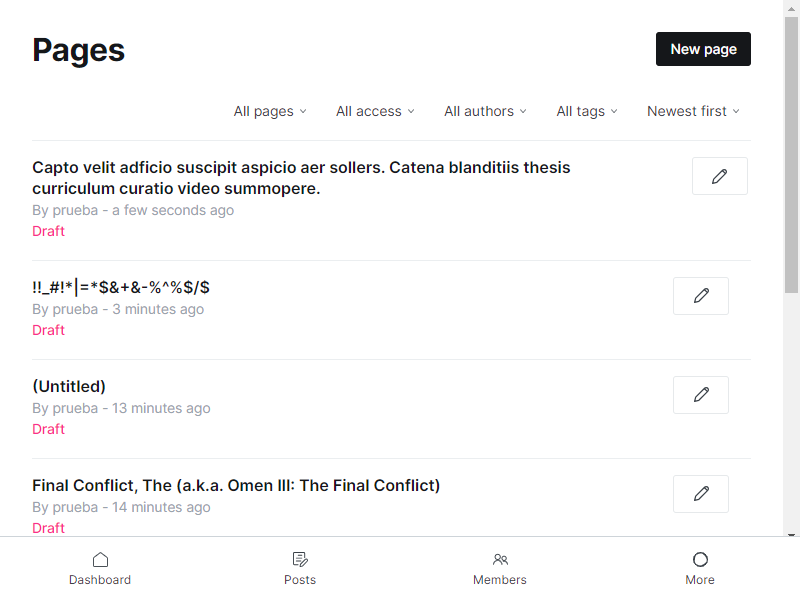 Pages
New page
All pages
All access
All authors
All tags
Newest first
Capto velit adficio suscipit aspicio aer sollers. Catena blanditiis thesis
curriculum curatio video summopere.
By prueba - a few seconds ago
Draft
!!_#!*|=*$&+&-%^%$/$
By prueba - 3 minutes ago
Draft
(Untitled)
By prueba - 13 minutes ago
Draft
Final Conflict, The (a.k.a. Omen III: The Final Conflict)
By prueba - 14 minutes ago
Draft
Dashboard
Posts
Members
More